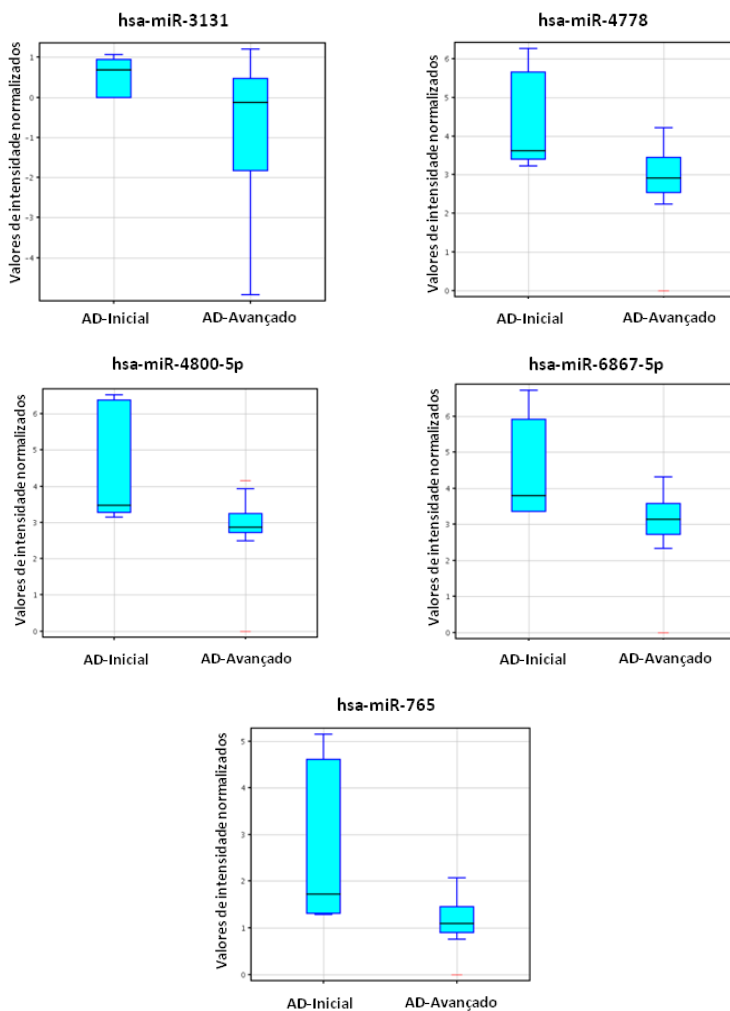 hsa-miR-3131
Valores de intensidade normalizados
1
0
-1
-2
-3
-4
AD-Inicial AD-Avançado
hsa-miR-4778
Valores de intensidade normalizados
6
5
4
3
2
1
0
AD-Inicial AD-Avançado
hsa-miR-4800-5p
Valores de intensidade normalizados
6
5
4
3
2
1
0
AD-Inicial AD-Avançado
hsa-miR-6867-5p
Valores de intensidade normalizados
6
5
4
3
2
1
0
AD-Inicial AD-Avançado
hsa-miR-765
Valores de intensidade normalizados
5
4
3
2
1
0
AD-Inicial AD-Avançado